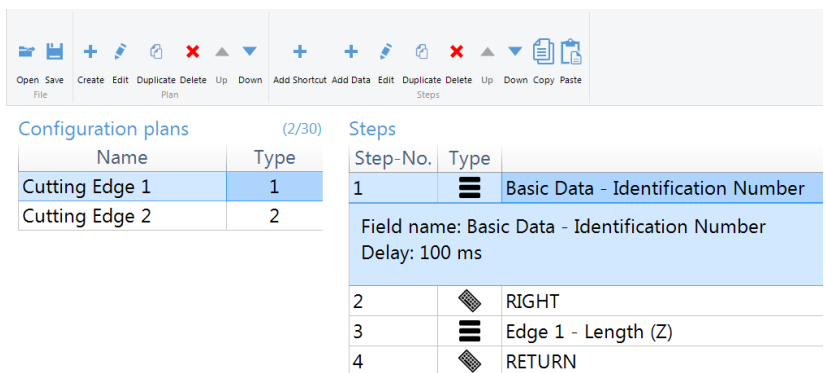 Open Save Create Edit Duplicate Delete Up Down Add Shortcut Add Data Edit Duplicate Delete Up Down Copy Paste
File Plan Steps
Configuration plans (2/30)
Name Type
Cutting Edge 1 1
Cutting Edge 2 2
Steps
Step-No. Type
1 Basic Data - Identification Number
Field name: Basic Data - Identification Number
Delay: 100 ms
2 RIGHT
3 Edge 1 - Length (Z)
4 RETURN